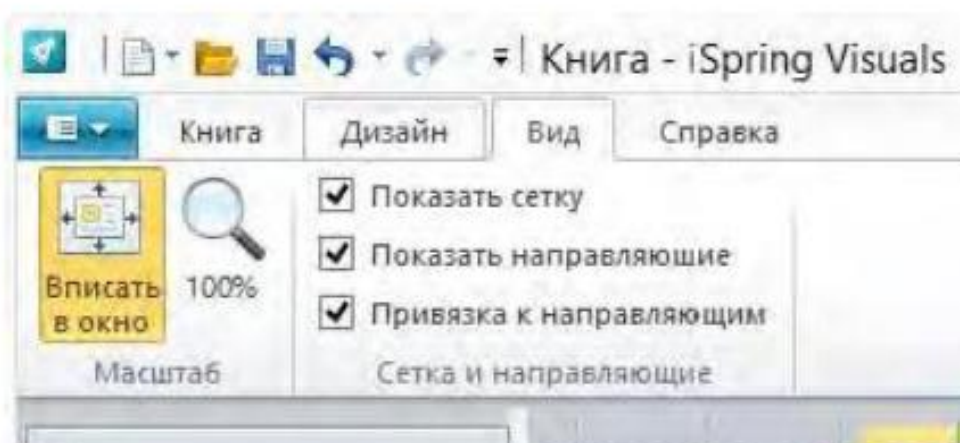 Книга - iSpring Visuals
Книга Дизайн Вид Справка
Показать сетку
Показать направляющие
Вписать в окно
100%
Привязка к направляющим
Масштаб
Сетка и направляющие